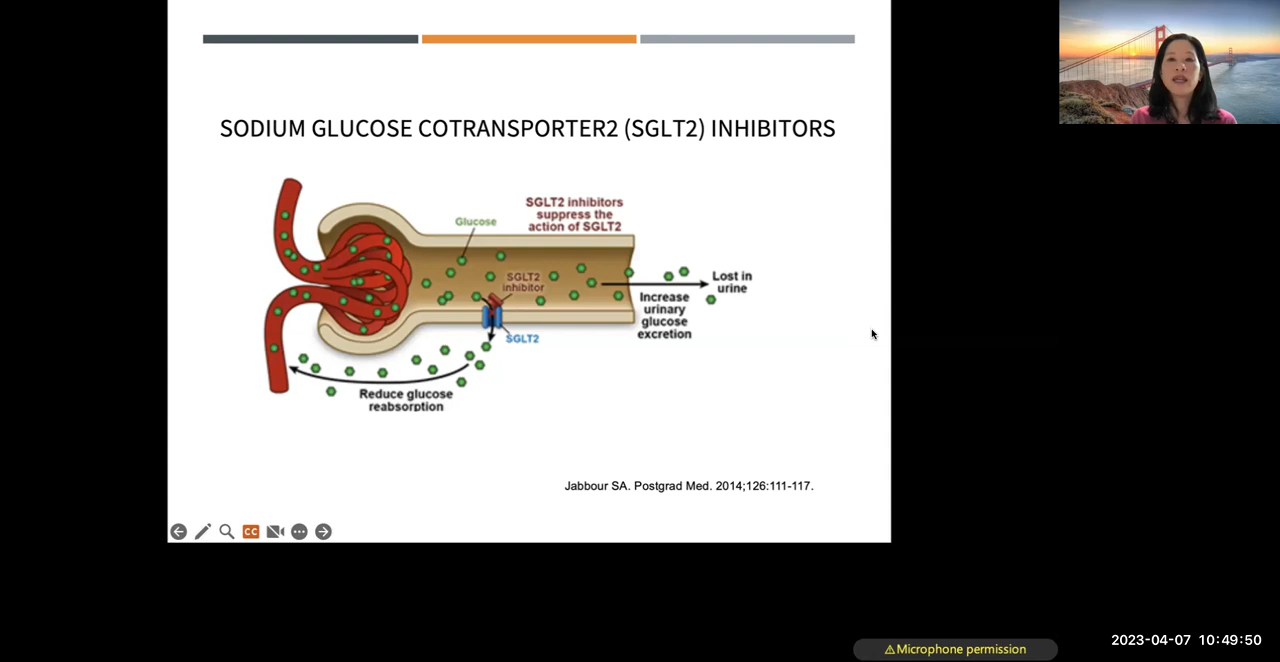 SODIUM GLUCOSE COTRANSPORTER2 (SGLT2) INHIBITORS
SGLT2 inhibitors
suppress the
action of SGLT2
Glucose
SGLT2
inhibitor
Lost in
urine
Increase
urinary
glucose
excretion
SGLT2
Reduce glucose
reabsorption
Jabbour SA. Postgrad Med. 2014;126:111-117.
CC
⚠Microphone permission
2023-04-07 10:49:50